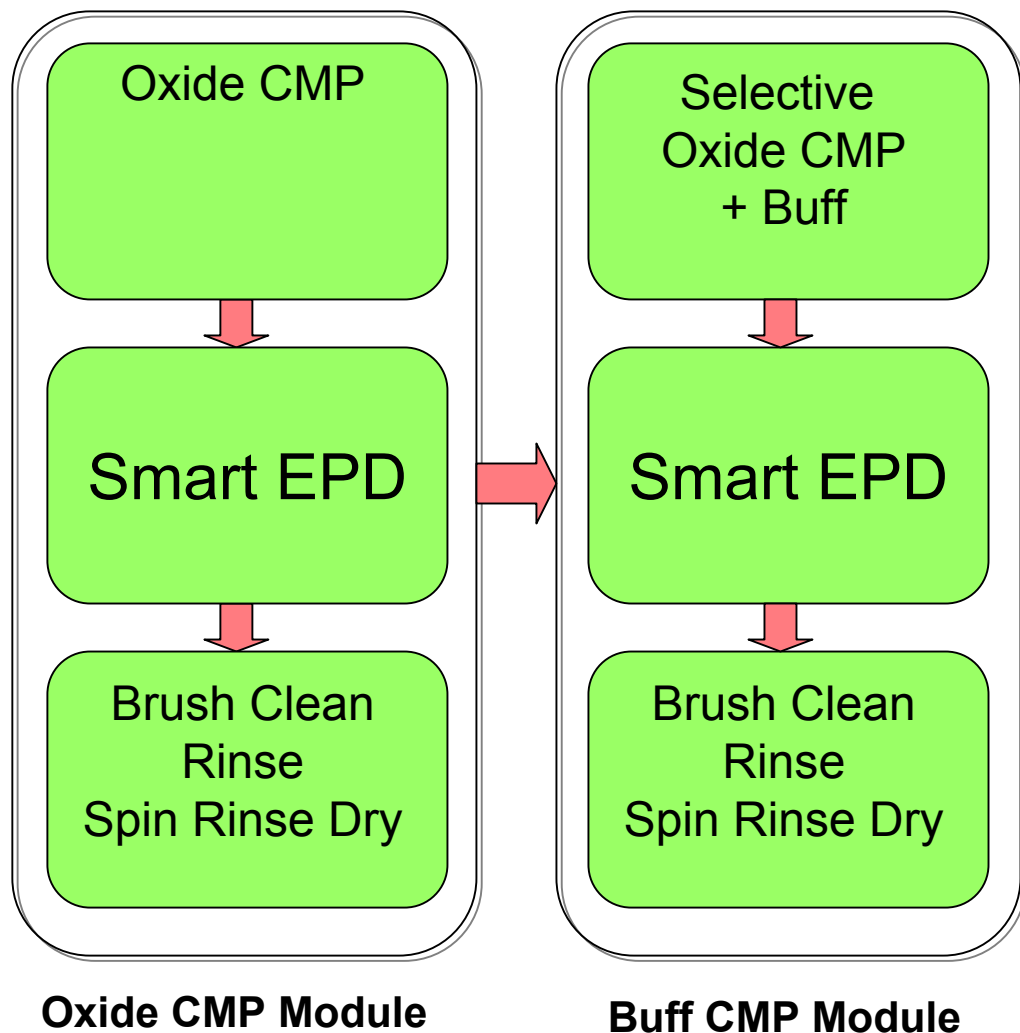 Oxide CMP
Smart EPD
Brush Clean
Rinse
Spin Rinse Dry
Oxide CMP Module
Selective
Oxide CMP
+ Buff
Smart EPD
Brush Clean
Rinse
Spin Rinse Dry
Buff CMP Module